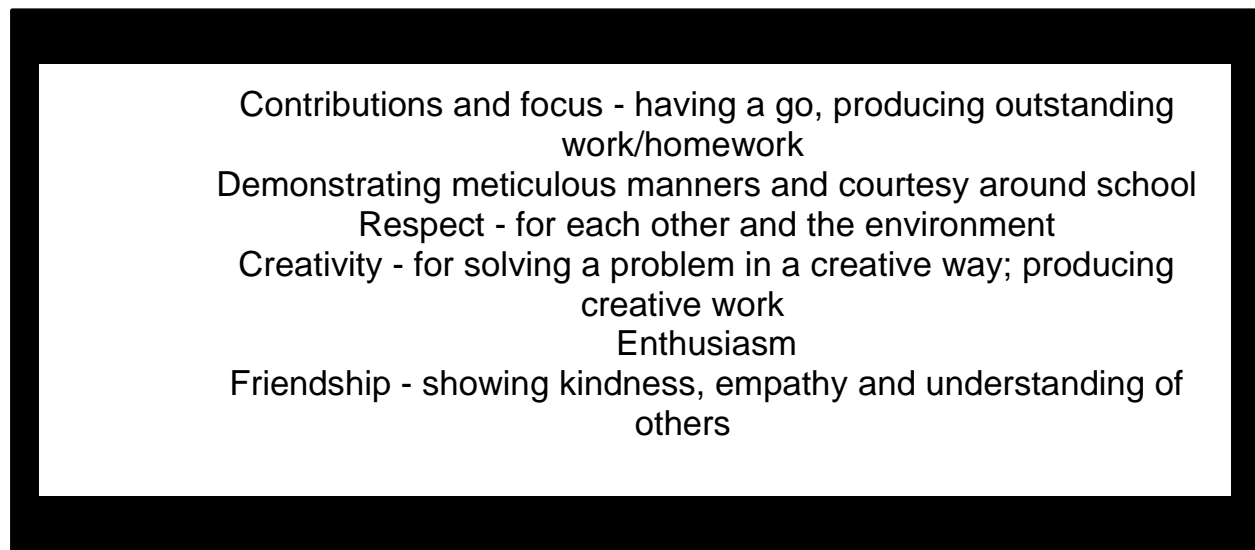 Contributions and focus - having a go, producing outstanding
work/homework
Demonstrating meticulous manners and courtesy around school
Respect - for each other and the environment
Creativity - for solving a problem in a creative way; producing
creative work
Enthusiasm
Friendship - showing kindness, empathy and understanding of
others